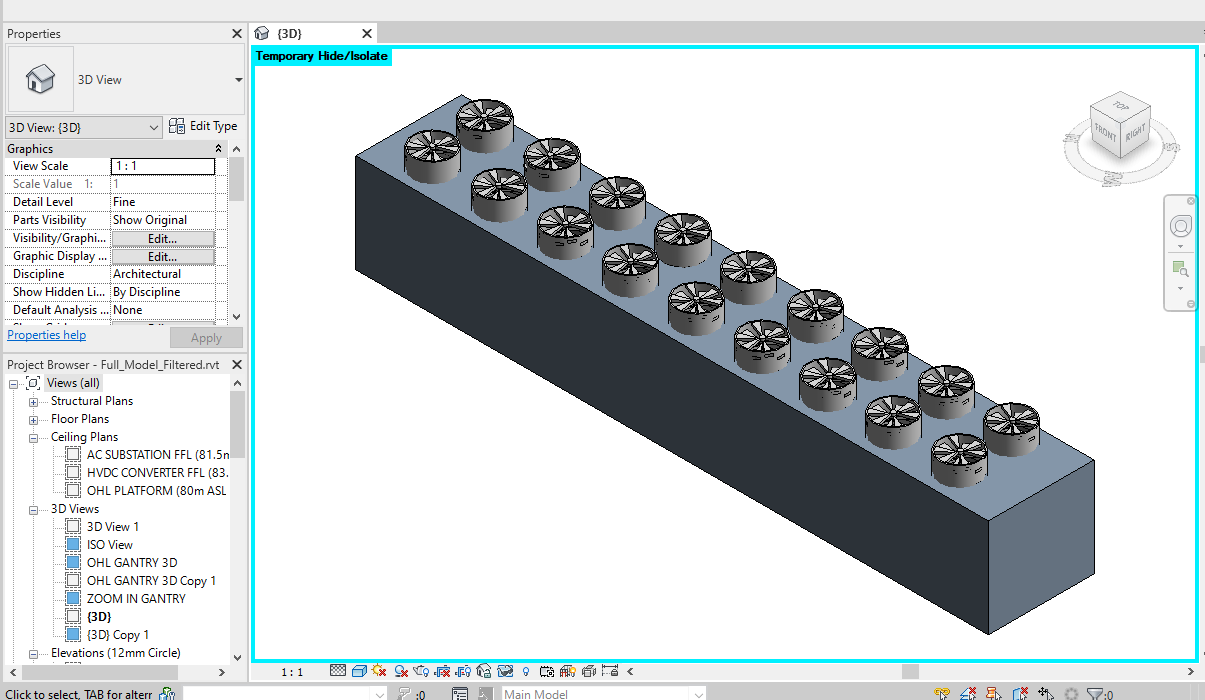 Properties
3D View
3D View: {3D}
Edit Type
Graphics
View Scale 1 : 1
Scale Value 1: 1
Detail Level Fine
Parts Visibility Show Original
Visibility/Graphi... Edit...
Graphic Display ... Edit...
Discipline Architectural
Show Hidden Li... By Discipline
Default Analysis ... None
Properties help
Apply
Project Browser - Full_Model_Filtered.rvt
Views (all)
Structural Plans
Floor Plans
Ceiling Plans
AC SUBSTATION FFL (81.5m
HVDC CONVERTER FFL (83.
OHL PLATFORM (80m ASL
3D Views
3D View 1
ISO View
OHL GANTRY 3D
OHL GANTRY 3D Copy 1
ZOOM IN GANTRY
{3D}
{3D} Copy 1
Elevations (12mm Circle)
{3D}
Temporary Hide/Isolate
TOP
FRONT
RIGHT
1 : 1
Click to select, TAB for altern
:0
Main Model
:0